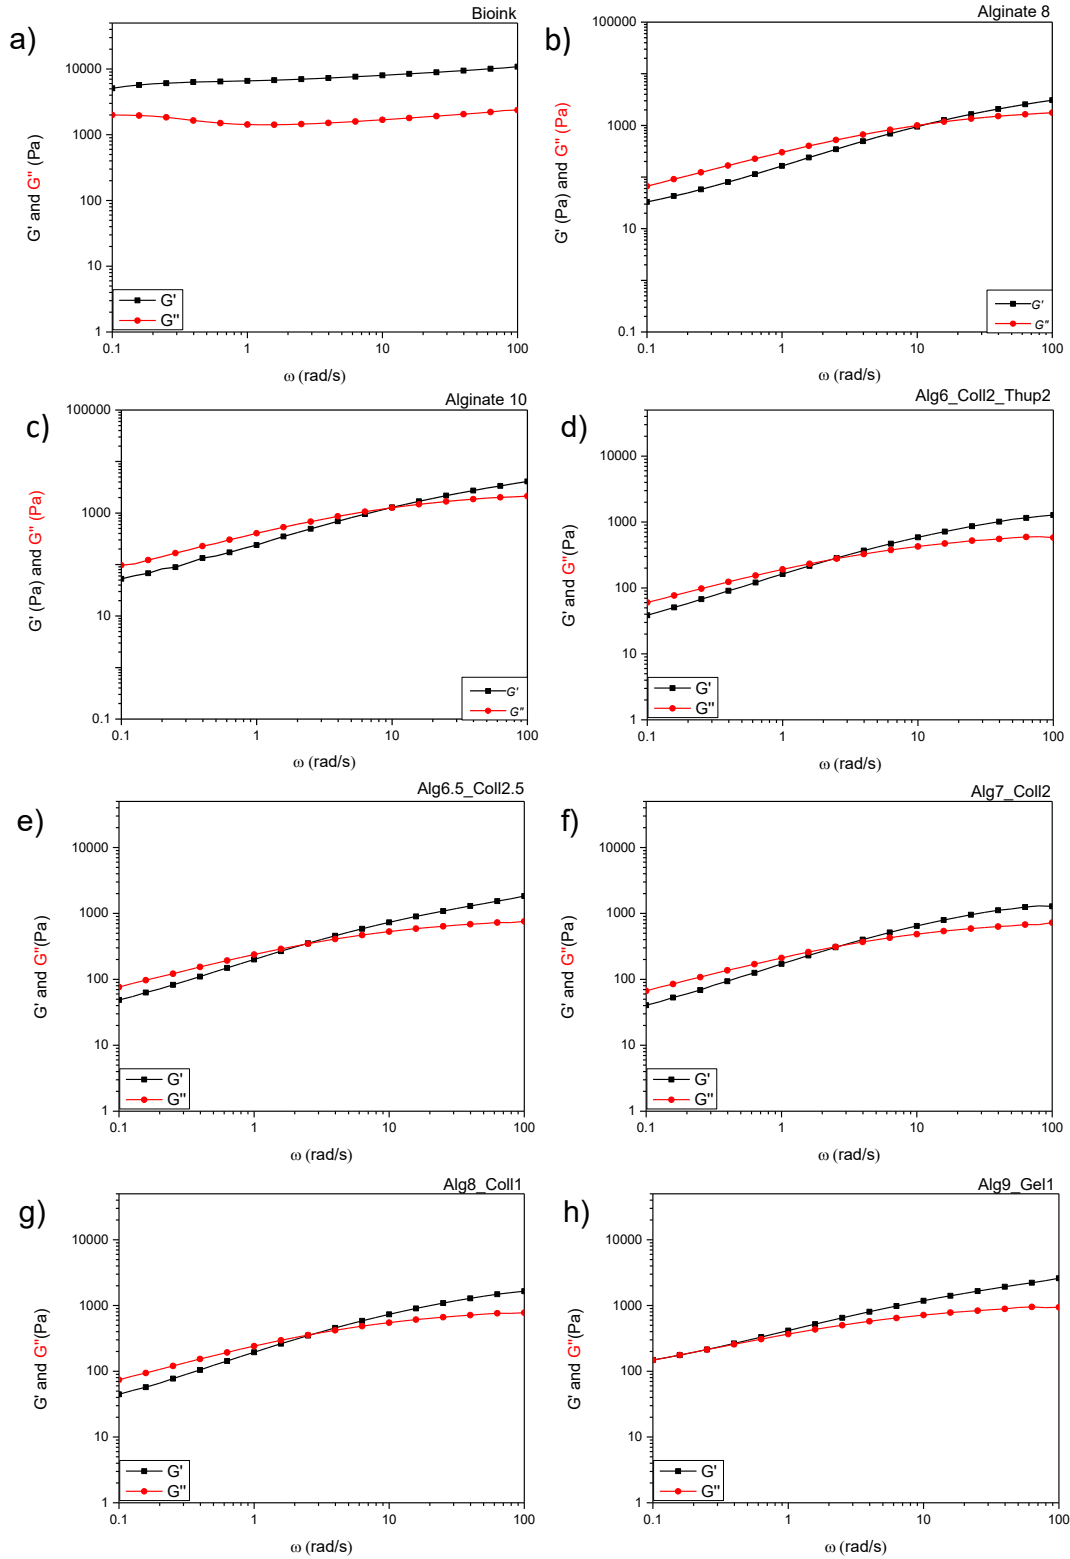 a)
Bioink
G' and G" (Pa)
10000
1000
100
10
1
0.1
1
10
100
ω (rad/s)
G'
G"
b)
Alginate 8
G' (Pa) and G" (Pa)
100000
1000
10
0.1
0.1
1
10
100
ω (rad/s)
G'
G"
c)
Alginate 10
G' (Pa) and G" (Pa)
100000
1000
10
0.1
0.1
1
10
100
ω (rad/s)
G'
G"
d)
Alg6_Coll2_Thup2
G' and G"(Pa)
10000
1000
100
10
1
0.1
1
10
100
ω (rad/s)
G'
G"
e)
Alg6.5_Coll2.5
G' and G"(Pa)
10000
1000
100
10
1
0.1
1
10
100
ω (rad/s)
G'
G"
f)
Alg7_Coll2
G' and G"(Pa)
10000
1000
100
10
1
0.1
1
10
100
ω (rad/s)
G'
G"
g)
Alg8_Coll1
G' and G"(Pa)
10000
1000
100
10
1
0.1
1
10
100
ω (rad/s)
G'
G"
h)
Alg9_Gel1
G' and G"(Pa)
10000
1000
100
10
1
0.1
1
10
100
ω (rad/s)
G'
G"